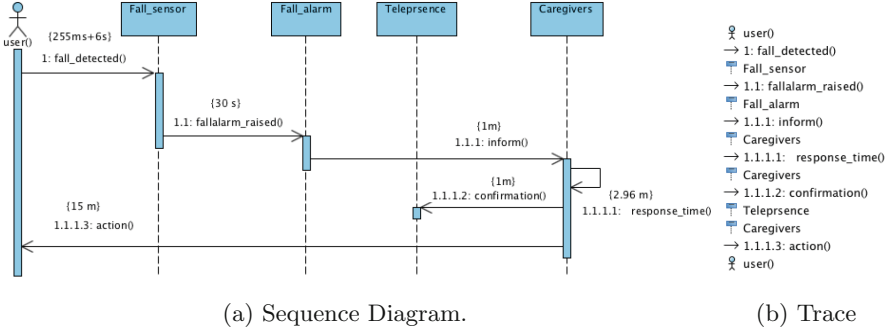 Fall_sensor
Fall_alarm
Teleprsence
Caregivers
user()
{255ms+6s}
1: fall_detected()
{30 s}
1.1: fallalarm_raised()
{1m}
1.1.1: inform()
{1m}
1.1.1.2: confirmation()
{2.96 m}
1.1.1.1: response_time()
{15 m}
1.1.1.3: action()
(a) Sequence Diagram.
user()
1: fall_detected()
Fall_sensor
1.1: fallalarm_raised()
Fall_alarm
1.1.1: inform()
Caregivers
1.1.1.1: response_time()
Caregivers
1.1.1.2: confirmation()
Teleprsence
Caregivers
1.1.1.3: action()
user()
(b) Trace